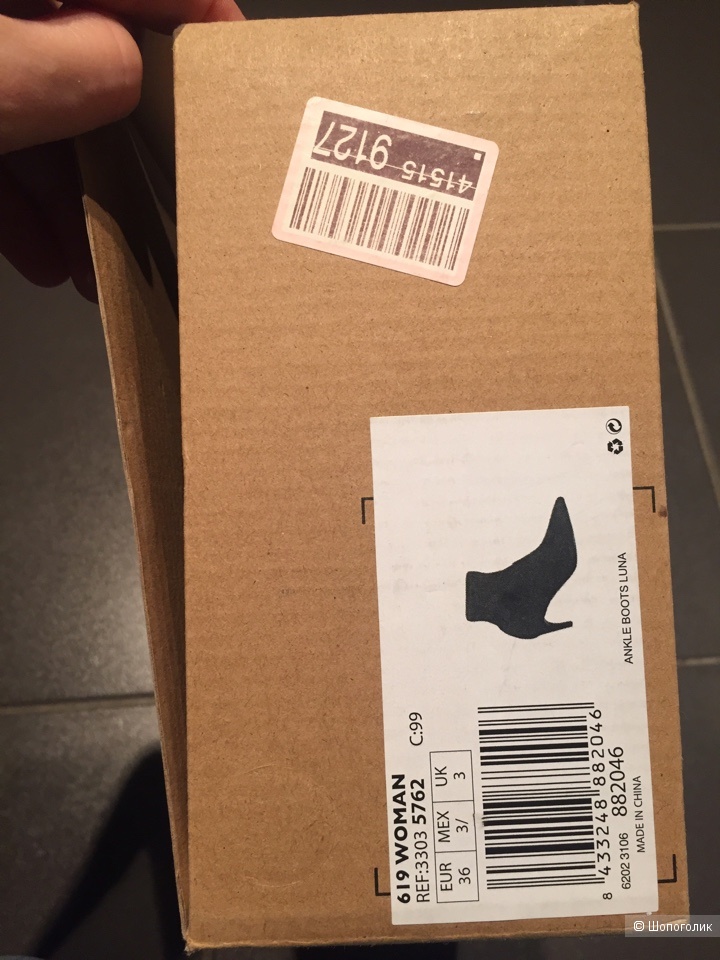 41515 9127
619 WOMAN
REF:3303 5762 C:99
EUR MEX UK
36 3/ 3
8 433248 882046
6202 3106 882046
MADE IN CHINA
ANKLE BOOTS LUNA
© Шопоголик